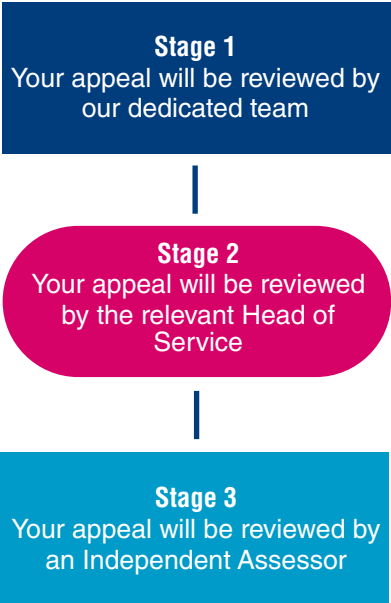 Stage 1
Your appeal will be reviewed by
our dedicated team
Stage 2
Your appeal will be reviewed
by the relevant Head of
Service
Stage 3
Your appeal will be reviewed by
an Independent Assessor